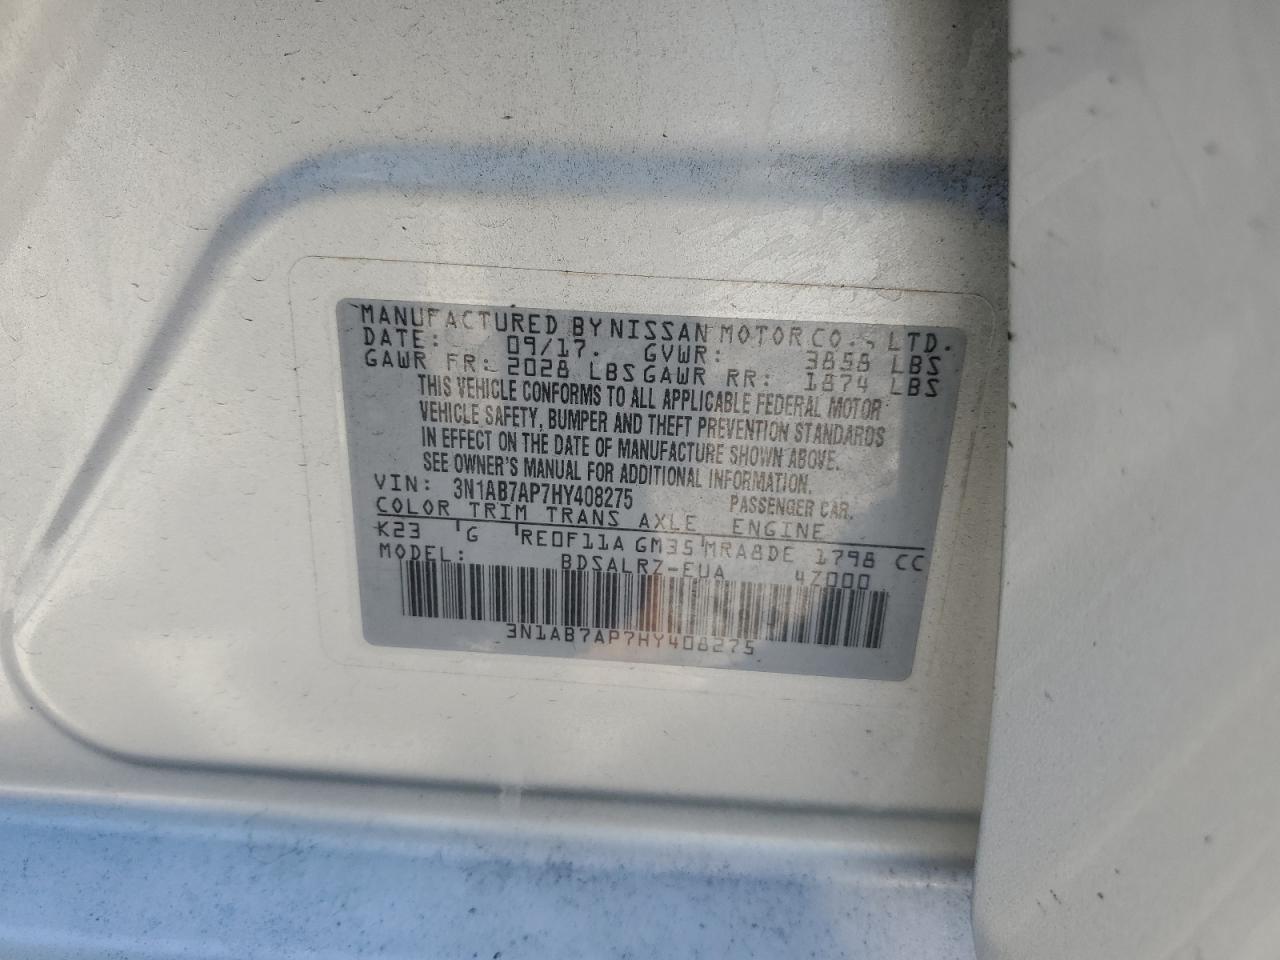 MANUFACTURED BY NISSAN MOTOR CO., LTD.
DATE: 09/17. GVWR: 3858 LBS
GAWR FR: 2028 LBS GAWR RR: 1874 LBS
THIS VEHICLE CONFORMS TO ALL APPLICABLE FEDERAL MOTOR
VEHICLE SAFETY, BUMPER AND THEFT PREVENTION STANDARDS
IN EFFECT ON THE DATE OF MANUFACTURE SHOWN ABOVE.
SEE OWNER'S MANUAL FOR ADDITIONAL INFORMATION.
VIN: 3N1AB7AP7HY408275 PASSENGER CAR.
COLOR TRIM TRANS AXLE ENGINE
K23 G RE0F11A GM35 MRA8DE 1798 CC
MODEL: BDSALRZ-EUA 4Z000
3N1AB7AP7HY408275